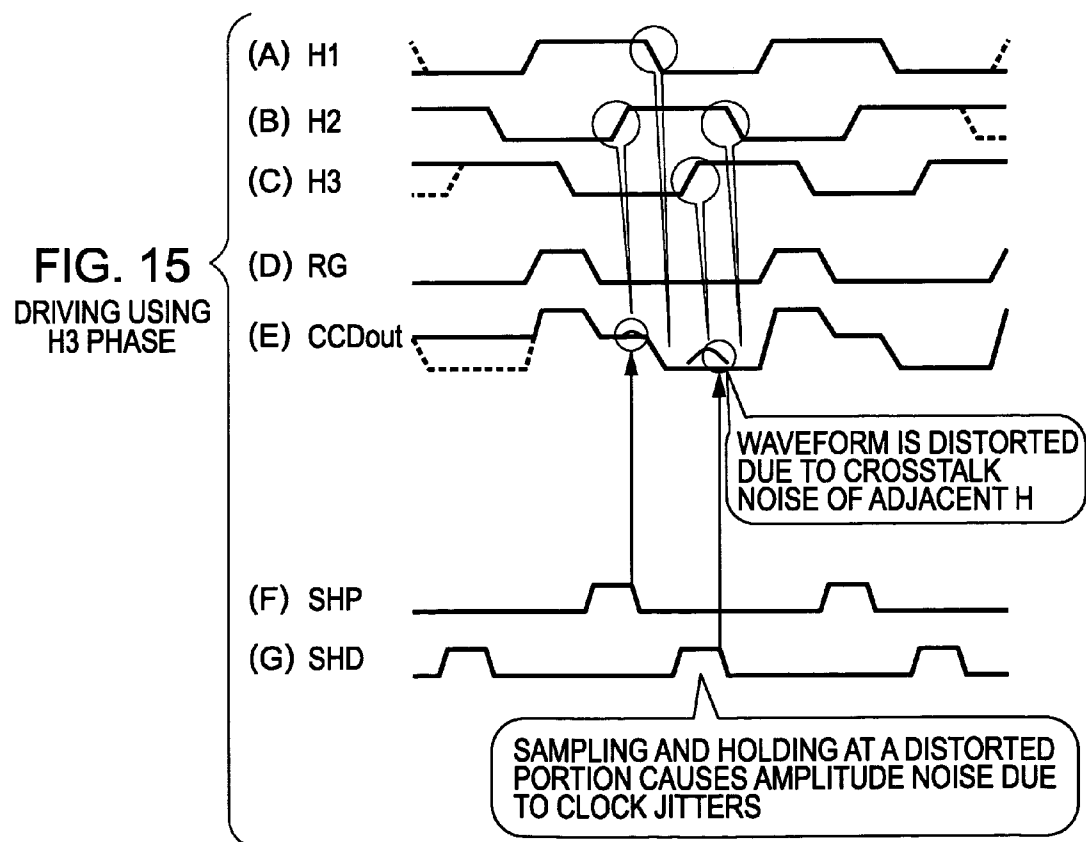 (A) H1
(B) H2
(C) H3
FIG. 15
DRIVING USING
H3 PHASE
(D) RG
(E) CCDout
WAVEFORM IS DISTORTED
DUE TO CROSSTALK
NOISE OF ADJACENT H
(F) SHP
(G) SHD
SAMPLING AND HOLDING AT A DISTORTED
PORTION CAUSES AMPLITUDE NOISE DUE
TO CLOCK JITTERS